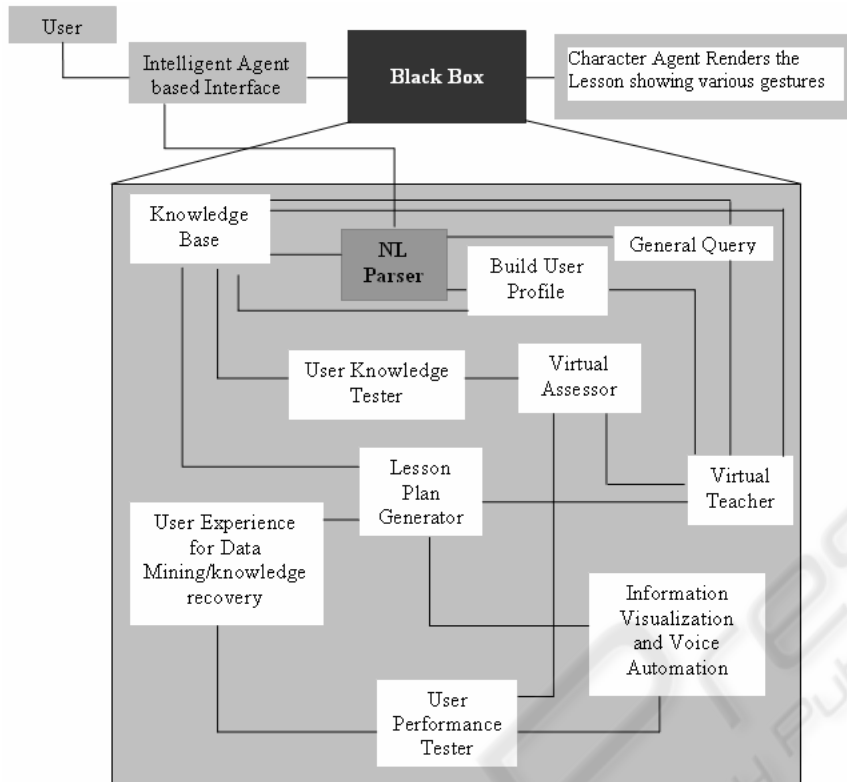 User
Intelligent Agent
based Interface
Black Box
Character Agent Renders the
Lesson showing various gestures
Knowledge
Base
NL
Parser
General Query
Build User
Profile
User Knowledge
Tester
Virtual
Assessor
Lesson
Plan
Generator
Virtual
Teacher
User Experience
for Data
Mining/knowledge
recovery
Information
Visualization
and Voice
Automation
User
Performance
Tester